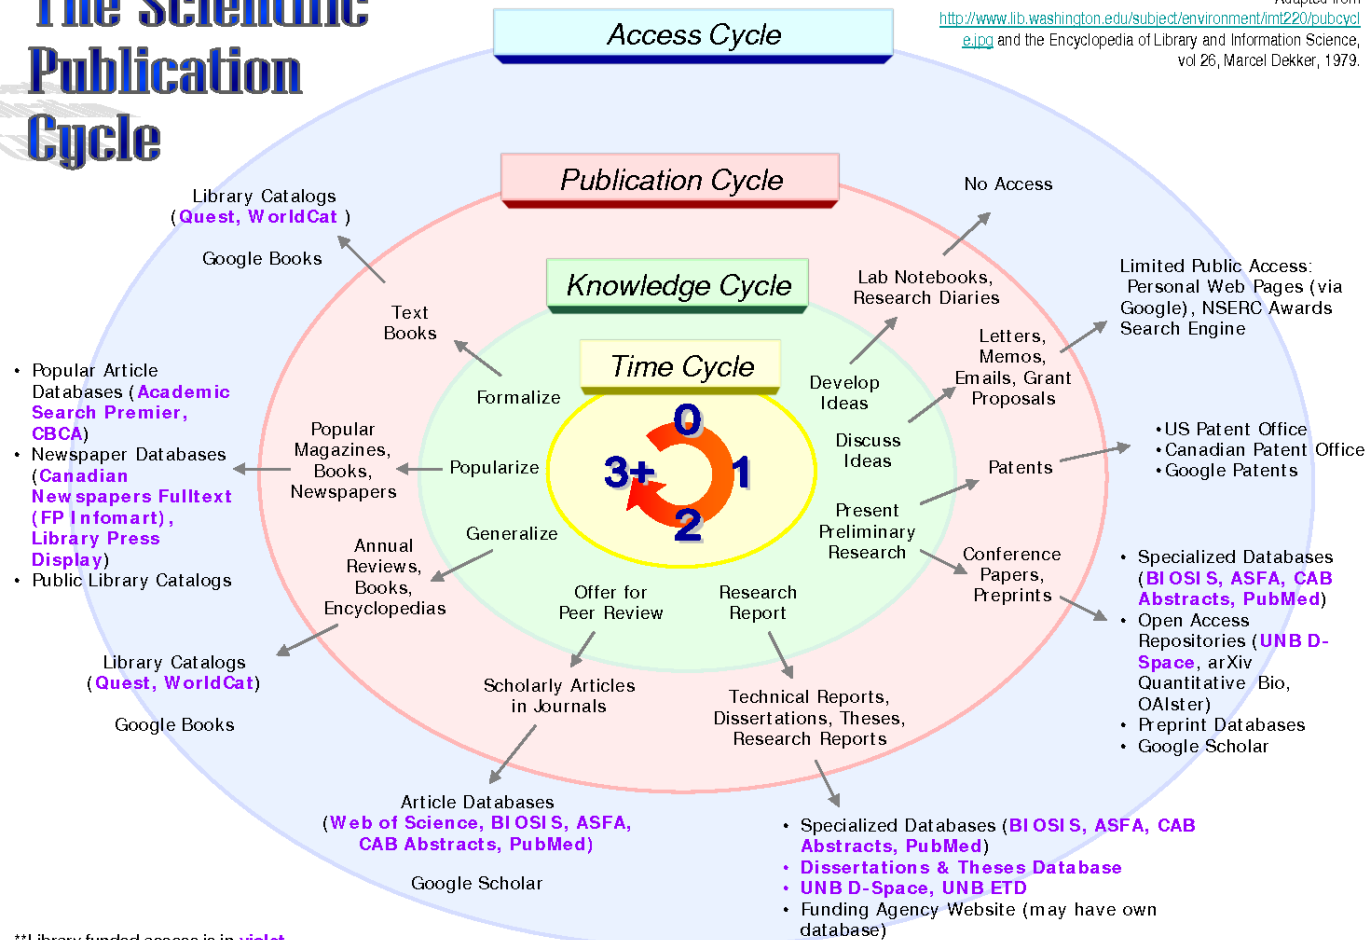 The Scientific
Publication
Cycle
Adapted from
http://www.lib.washington.edu/subject/environment/imt220/pubcycl
e.jpg and the Encyclopedia of Library and Information Science,
vol 26, Marcel Dekker, 1979.
Access Cycle
Publication Cycle
Knowledge Cycle
Time Cycle
0
1
2
3+
Develop
Ideas
Lab Notebooks,
Research Diaries
No Access
Discuss
Ideas
Letters,
Memos,
Emails, Grant
Proposals
Limited Public Access:
Personal Web Pages (via
Google), NSERC Awards
Search Engine
Present
Preliminary
Research
Patents
•US Patent Office
•Canadian Patent Office
•Google Patents
Conference
Papers,
Preprints
• Specialized Databases
(BIOSIS, ASFA, CAB
Abstracts, PubMed)
• Open Access
Repositories (UNB D-
Space, arXiv
Quantitative Bio,
OAIster)
• Preprint Databases
• Google Scholar
Research
Report
Technical Reports,
Dissertations, Theses,
Research Reports
• Specialized Databases (BIOSIS, ASFA, CAB
Abstracts, PubMed)
• Dissertations & Theses Database
• UNB D-Space, UNB ETD
• Funding Agency Website (may have own
database)
Offer for
Peer Review
Scholarly Articles
in Journals
Article Databases
(Web of Science, BIOSIS, ASFA,
CAB Abstracts, PubMed)
Google Scholar
Generalize
Annual
Reviews,
Books,
Encyclopedias
Library Catalogs
(Quest, WorldCat)
Google Books
Popularize
Popular
Magazines,
Books,
Newspapers
• Popular Article
Databases (Academic
Search Premier,
CBCA)
• Newspaper Databases
(Canadian
Newspapers Fulltext
(FP Infomart),
Library Press
Display)
• Public Library Catalogs
Formalize
Text
Books
Library Catalogs
(Quest, WorldCat )
Google Books
**Library funded access is in violet